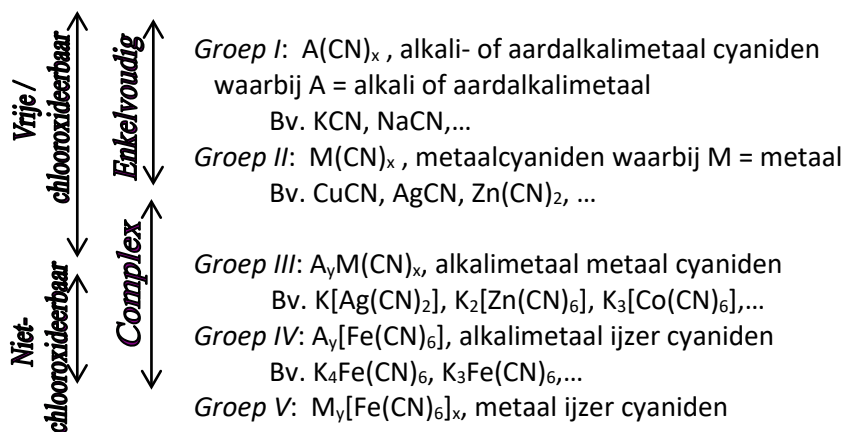 Vrije /
chlooroxideerbaar
Niet-
chlooroxideerbaar
Enkelvoudig
Complex
Groep I: A(CN)ₓ , alkali- of aardalkalimetaal cyaniden
waarbij A = alkali of aardalkalimetaal
Bv. KCN, NaCN,...
Groep II: M(CN)ₓ , metaalcyaniden waarbij M = metaal
Bv. CuCN, AgCN, Zn(CN)₂, ...
Groep III: AᵧM(CN)ₓ, alkalimetaal metaal cyaniden
Bv. K[Ag(CN)₂], K₂[Zn(CN)₆], K₃[Co(CN)₆],...
Groep IV: Aᵧ[Fe(CN)₆], alkalimetaal ijzer cyaniden
Bv. K₄Fe(CN)₆, K₃Fe(CN)₆,...
Groep V: Mᵧ[Fe(CN)₆]ₓ, metaal ijzer cyaniden